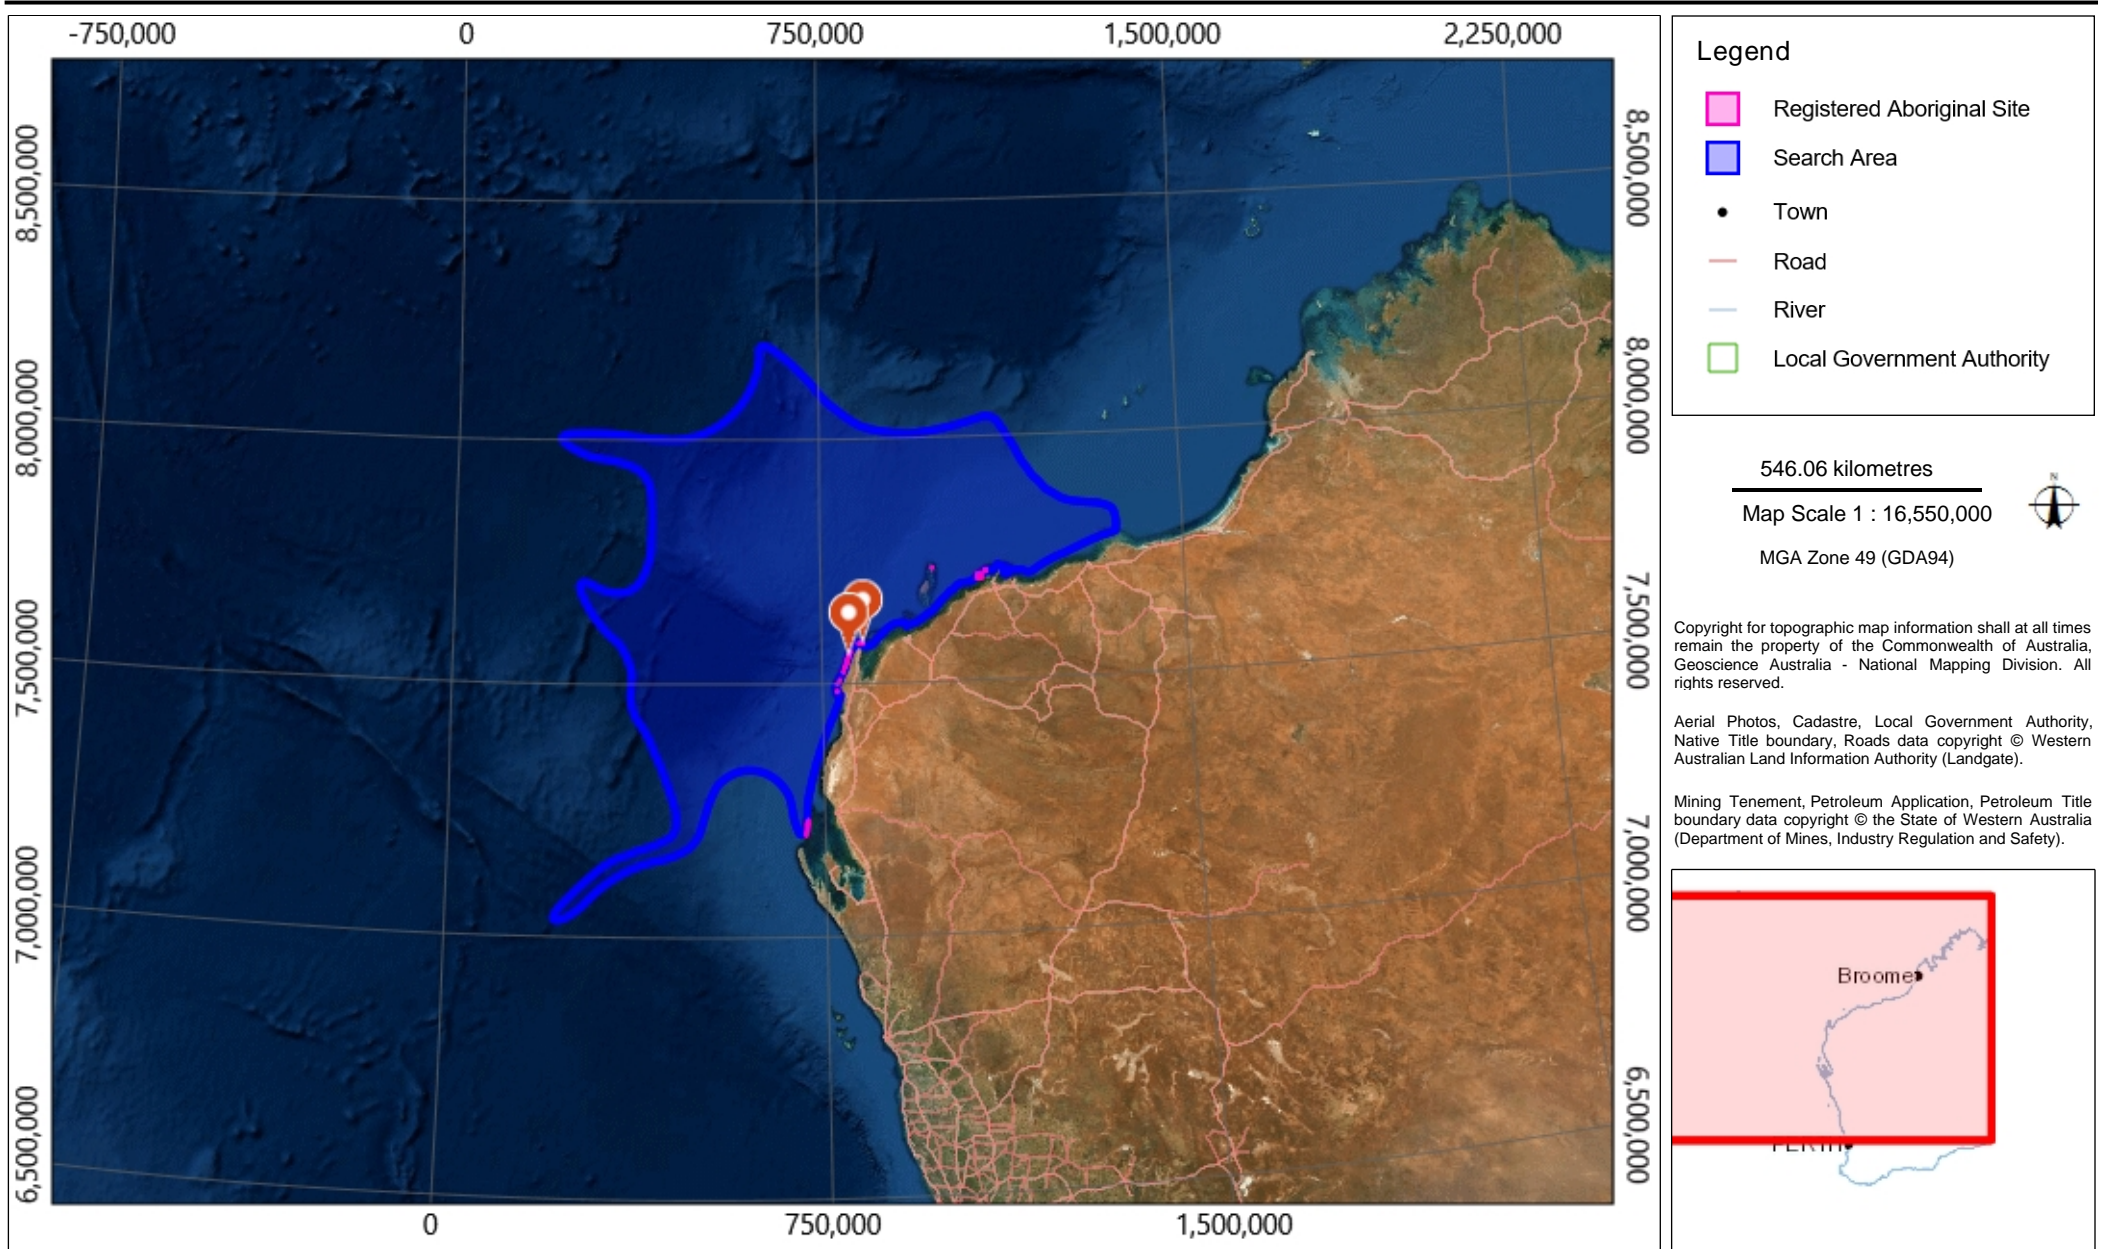 -750,000 0 750,000 1,500,000 2,250,000
8,500,000
8,000,000
7,500,000
7,000,000
6,500,000
8,500,000
8,000,000
7,500,000
7,000,000
6,500,000
0 750,000 1,500,000
Legend
Registered Aboriginal Site
Search Area
Town
Road
River
Local Government Authority
546.06 kilometres
Map Scale 1 : 16,550,000
MGA Zone 49 (GDA94)
N
Copyright for topographic map information shall at all times
remain the property of the Commonwealth of Australia,
Geoscience Australia - National Mapping Division. All
rights reserved.
Aerial Photos, Cadastre, Local Government Authority,
Native Title boundary, Roads data copyright © Western
Australian Land Information Authority (Landgate).
Mining Tenement, Petroleum Application, Petroleum Title
boundary data copyright © the State of Western Australia
(Department of Mines, Industry Regulation and Safety).
Broome
PERTH